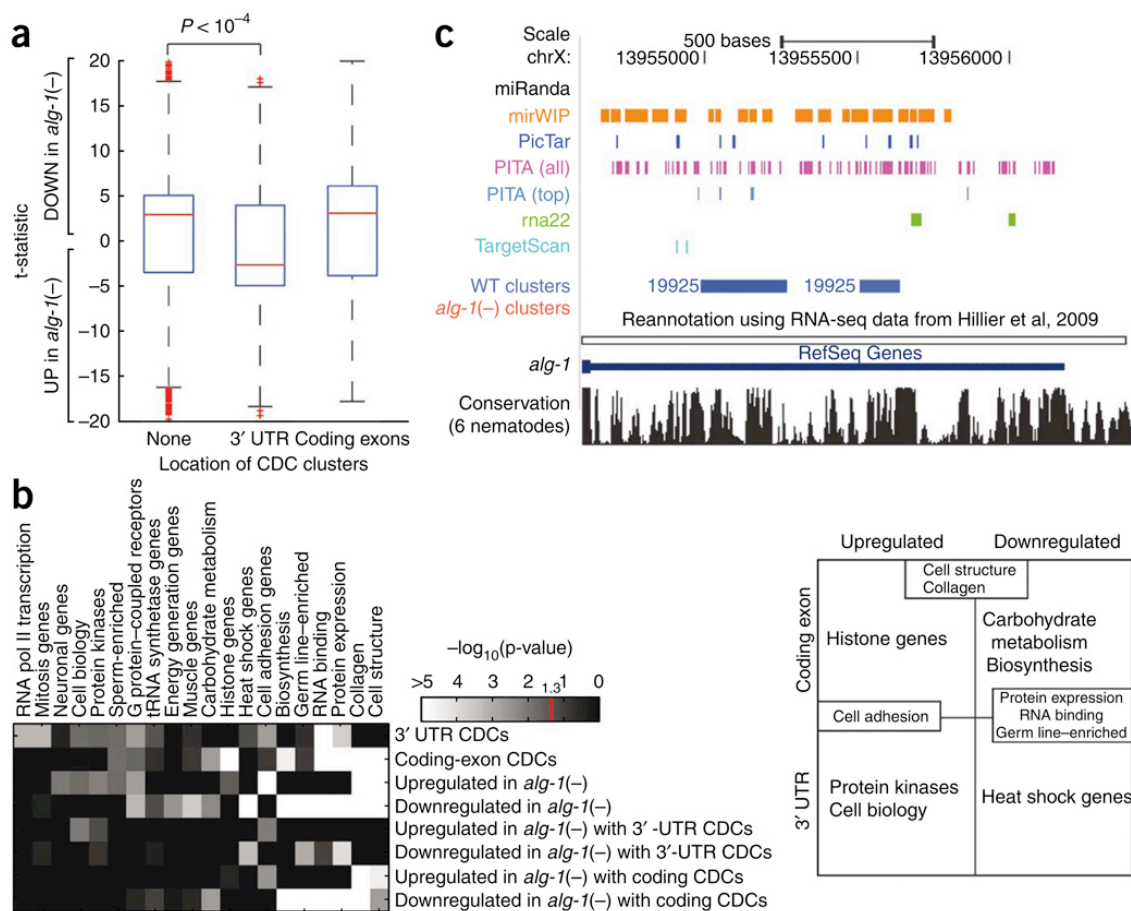 a
P < 10⁻⁴
DOWN in alg-1(–)
UP in alg-1(–)
t-statistic
20
15
10
5
0
−5
−10
−15
−20
None
3′ UTR
Coding exons
Location of CDC clusters
c
Scale
500 bases
chrX:
13955000
13955500
13956000
miRanda
mirWIP
PicTar
PITA (all)
PITA (top)
rna22
TargetScan
WT clusters
19925
19925
alg-1(–) clusters
Reannotation using RNA-seq data from Hillier et al, 2009
RefSeq Genes
alg-1
Conservation
(6 nematodes)
b
RNA pol II transcription
Mitosis genes
Neuronal genes
Cell biology
Protein kinases
Sperm-enriched
G protein–coupled receptors
tRNA synthetase genes
Energy generation genes
Muscle genes
Carbohydrate metabolism
Histone genes
Heat shock genes
Cell adhesion genes
Biosynthesis
Germ line–enriched
RNA binding
Protein expression
Collagen
Cell structure
−log10(p-value)
>5
4
3
2
1.3
1
0
3′ UTR CDCs
Coding-exon CDCs
Upregulated in alg-1(–)
Downregulated in alg-1(–)
Upregulated in alg-1(–) with 3′ -UTR CDCs
Downregulated in alg-1(–) with 3′-UTR CDCs
Upregulated in alg-1(–) with coding CDCs
Downregulated in alg-1(–) with coding CDCs
Upregulated
Downregulated
Coding exon
3′ UTR
Cell structure
Collagen
Histone genes
Carbohydrate
metabolism
Biosynthesis
Cell adhesion
Protein expression
RNA binding
Germ line–enriched
Protein kinases
Cell biology
Heat shock genes